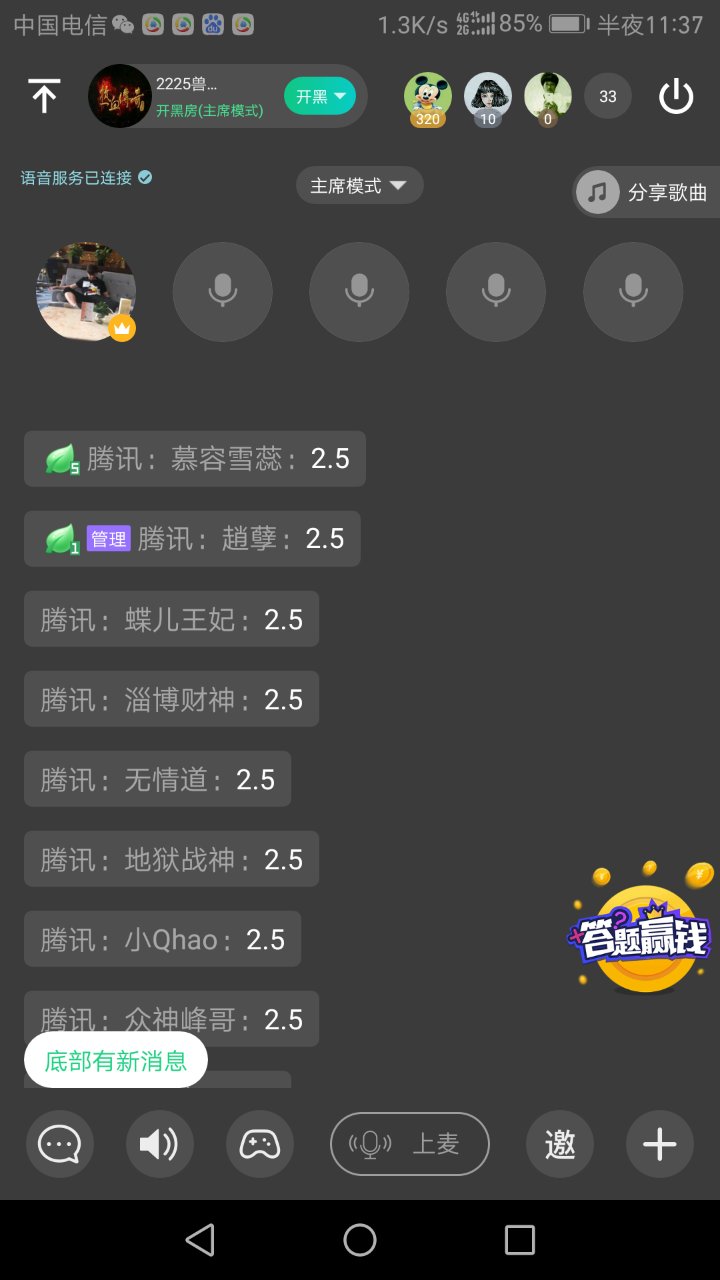 中国电信 1.3K/s 4G 2G 85% 半夜11:37
2225兽...
开黑房(主席模式)
开黑
320 10 0 33
语音服务已连接 主席模式 分享歌曲
5 腾讯：慕容雪蕊：2.5
1 管理 腾讯：趙孽：2.5
腾讯：蝶儿王妃：2.5
腾讯：淄博财神：2.5
腾讯：无情道：2.5
腾讯：地狱战神：2.5
答题赢钱
腾讯：小Qhao：2.5
腾讯：众神峰哥：2.5
底部有新消息
上麦 邀